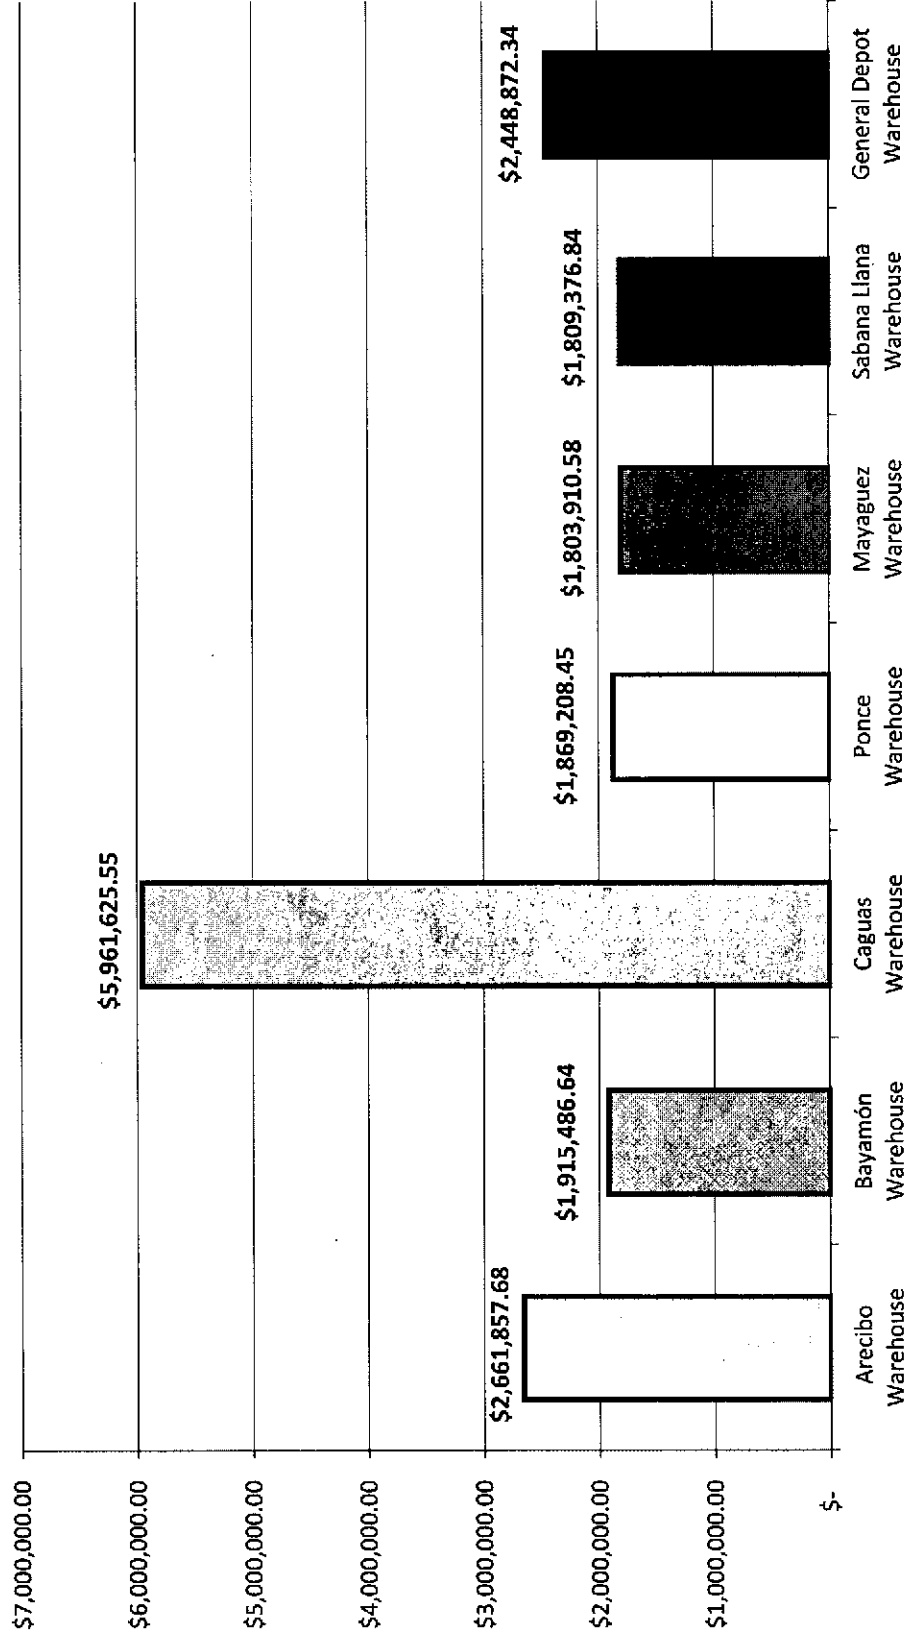 $7,000,000.00
$6,000,000.00
$5,000,000.00
$4,000,000.00
$3,000,000.00
$2,000,000.00
$1,000,000.00
$-
$2,661,857.68
$1,915,486.64
$5,961,625.55
$1,869,208.45
$1,803,910.58
$1,809,376.84
$2,448,872.34
Arecibo
Warehouse
Bayamón
Warehouse
Caguas
Warehouse
Ponce
Warehouse
Mayaguez
Warehouse
Sabana Llana
Warehouse
General Depot
Warehouse